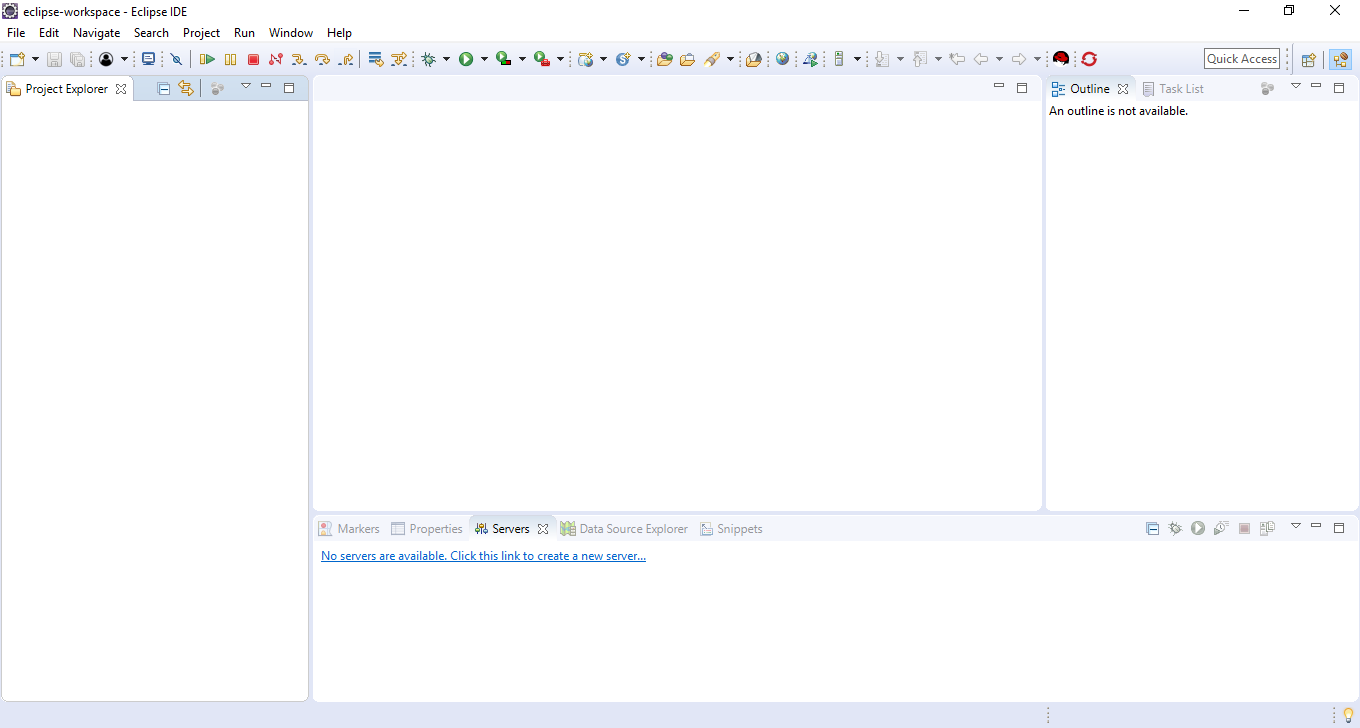 eclipse-workspace - Eclipse IDE
File Edit Navigate Search Project Run Window Help
Quick Access
Project Explorer
Outline Task List
An outline is not available.
Markers Properties Servers Data Source Explorer Snippets
No servers are available. Click this link to create a new server...